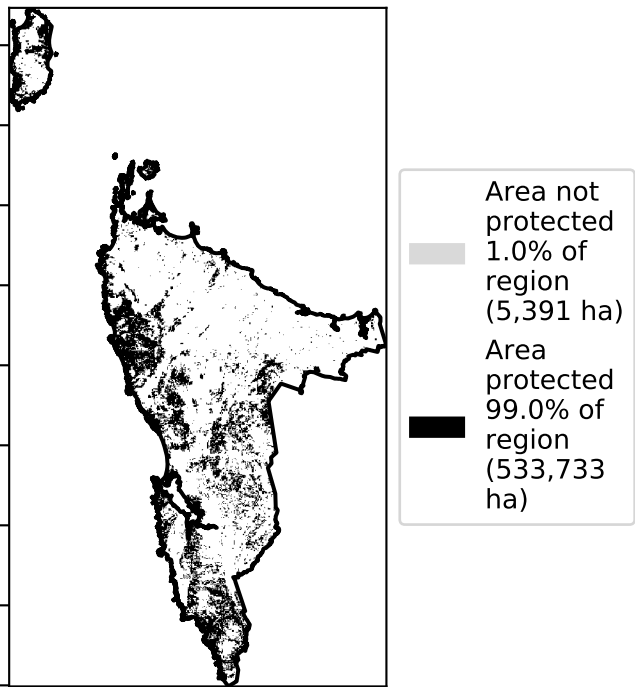 Area not
protected
1.0% of
region
(5,391 ha)
Area
protected
99.0% of
region
(533,733
ha)